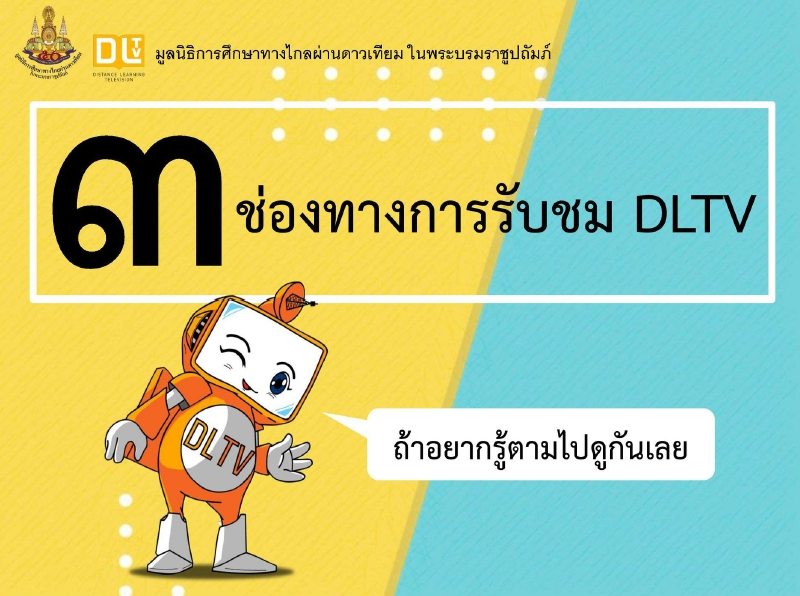 DLTV
DISTANCE LEARNING
TELEVISION
มูลนิธิการศึกษาทางไกลผ่านดาวเทียม ในพระบรมราชูปถัมภ์
๓ ช่องทางการรับชม DLTV
DLTV
ถ้าอยากรู้ตามไปดูกันเลย